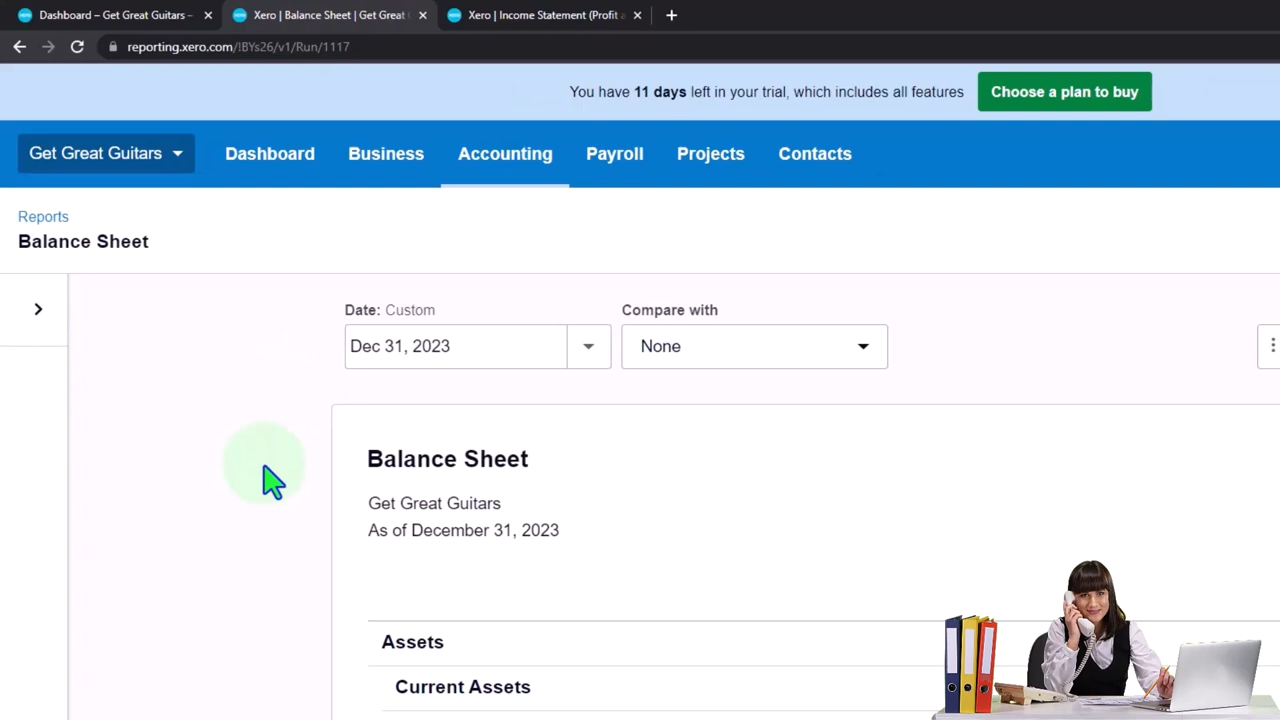 Dashboard – Get Great Guitars –
Xero | Balance Sheet | Get Great
Xero | Income Statement (Profit a
reporting.xero.com/!BYs26/v1/Run/1117
You have 11 days left in your trial, which includes all features
Choose a plan to buy
Get Great Guitars
Dashboard
Business
Accounting
Payroll
Projects
Contacts
Reports
Balance Sheet
Date: Custom
Compare with
Dec 31, 2023
None
Balance Sheet
Get Great Guitars
As of December 31, 2023
Assets
Current Assets